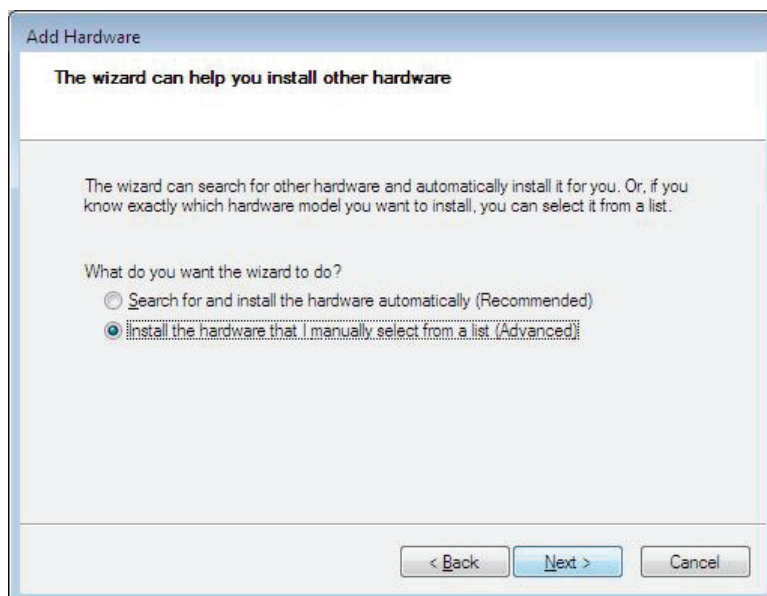 Add Hardware
The wizard can help you install other hardware
The wizard can search for other hardware and automatically install it for you. Or, if you
know exactly which hardware model you want to install, you can select it from a list.
What do you want the wizard to do?
Search for and install the hardware automatically (Recommended)
Install the hardware that I manually select from a list (Advanced)
< Back Next > Cancel